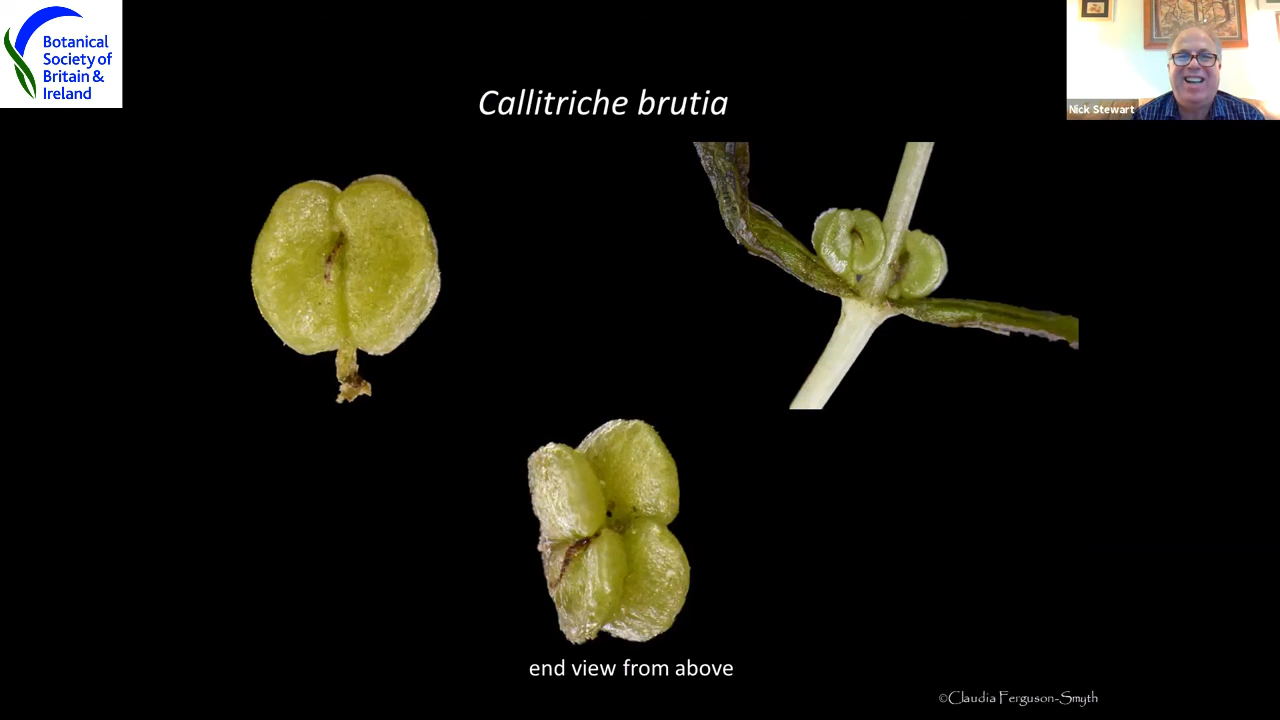 Botanical
Society of
Britain &
Ireland
Callitriche brutia
Nick Stewart
end view from above
©Claudia Ferguson-Smyth